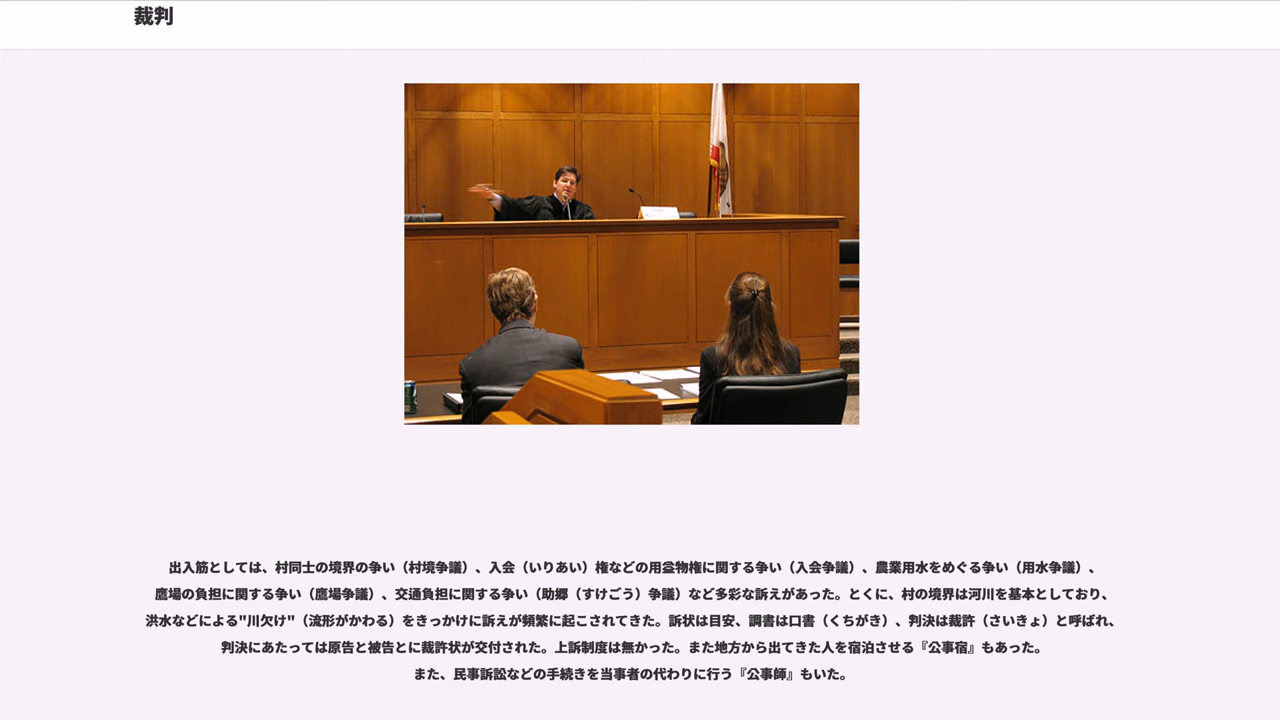 裁判
出入筋としては、村同士の境界の争い（村境争議）、入会（いりあい）権などの用益物権に関する争い（入会争議）、農業用水をめぐる争い（用水争議）、
鷹場の負担に関する争い（鷹場争議）、交通負担に関する争い（助郷（すけごう）争議）など多彩な訴えがあった。とくに、村の境界は河川を基本としており、
洪水などによる"川欠け"（流形がかわる）をきっかけに訴えが頻繁に起こされてきた。訴状は目安、調書は口書（くちがき）、判決は裁許（さいきょ）と呼ばれ、
判決にあたっては原告と被告とに裁許状が交付された。上訴制度は無かった。また地方から出てきた人を宿泊させる『公事宿』もあった。
また、民事訴訟などの手続きを当事者の代わりに行う『公事師』もいた。